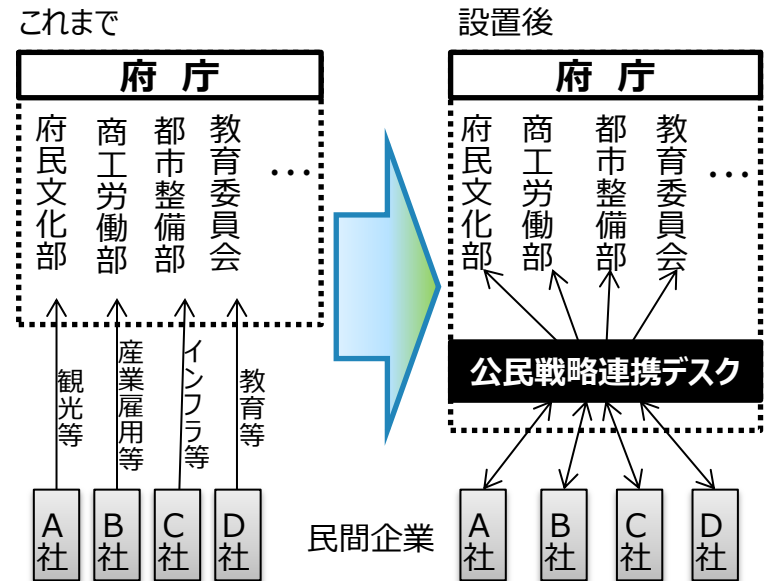 これまで
府 庁
府民文化部
商工労働部
都市整備部
教育委員会
…
観光等
産業雇用等
インフラ等
教育等
A社
B社
C社
D社
民間企業
設置後
府 庁
府民文化部
商工労働部
都市整備部
教育委員会
…
公民戦略連携デスク
A社
B社
C社
D社